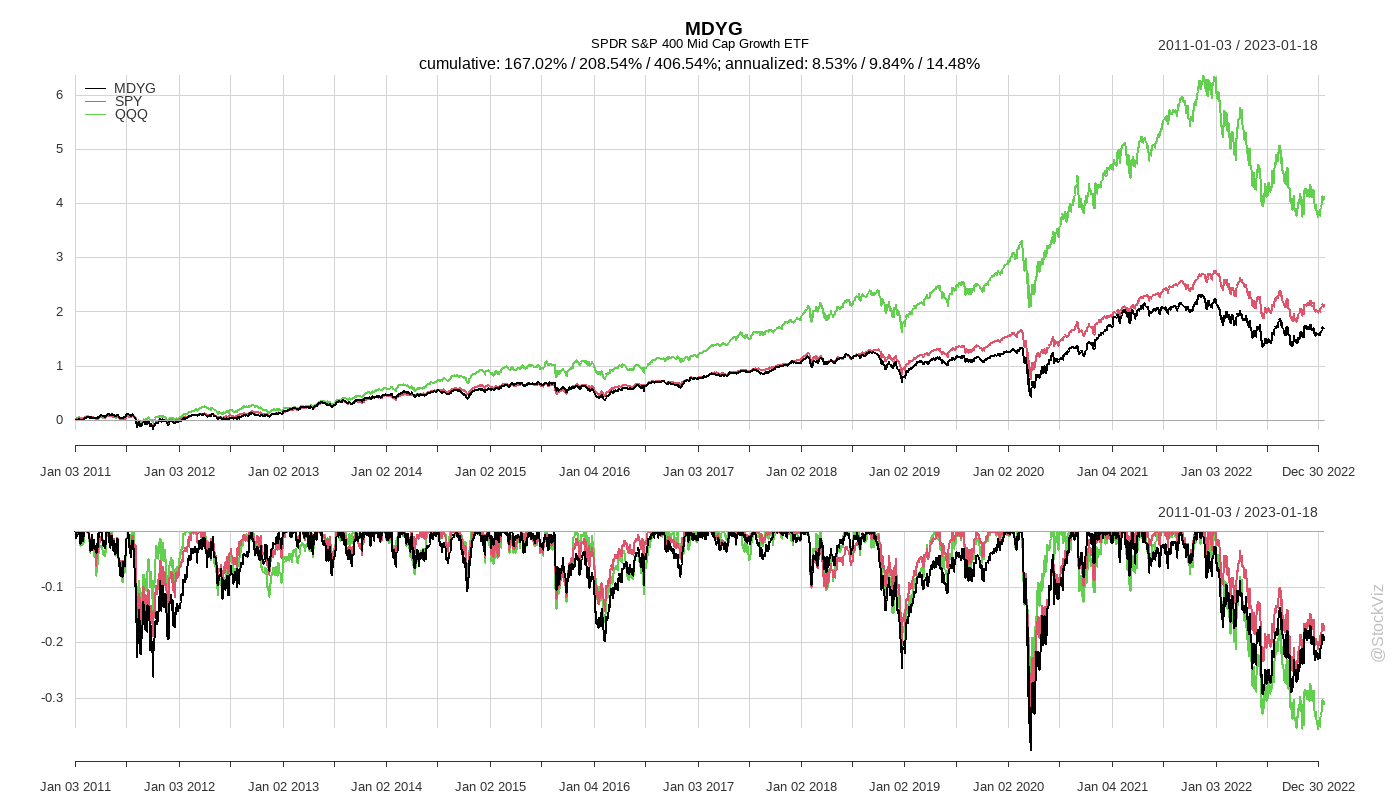 MDYG
SPDR S&P 400 Mid Cap Growth ETF
2011-01-03 / 2023-01-18
cumulative: 167.02% / 208.54% / 406.54%; annualized: 8.53% / 9.84% / 14.48%
MDYG
SPY
QQQ
6
5
4
3
2
1
0
Jan 03 2011 Jan 03 2012 Jan 02 2013 Jan 02 2014 Jan 02 2015 Jan 04 2016 Jan 03 2017 Jan 02 2018 Jan 02 2019 Jan 02 2020 Jan 04 2021 Jan 03 2022 Dec 30 2022
2011-01-03 / 2023-01-18
-0.1
-0.2
-0.3
Jan 03 2011 Jan 03 2012 Jan 02 2013 Jan 02 2014 Jan 02 2015 Jan 04 2016 Jan 03 2017 Jan 02 2018 Jan 02 2019 Jan 02 2020 Jan 04 2021 Jan 03 2022 Dec 30 2022
@StockViz